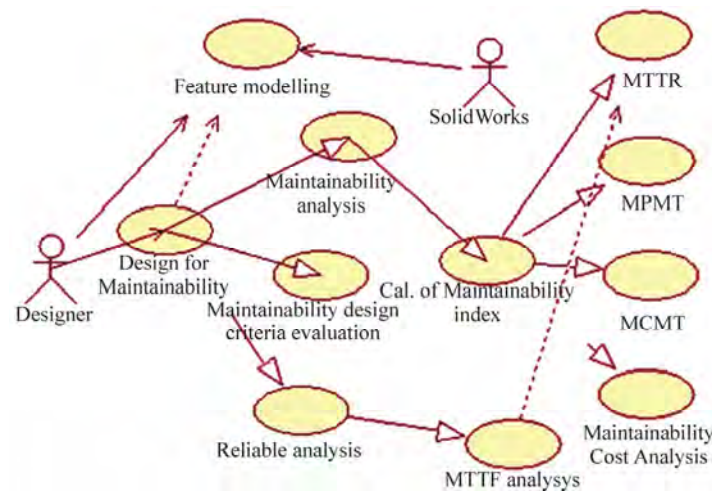 Feature modelling
SolidWorks
MTTR
Maintainability
analysis
MPMT
Design for
Maintainability
Designer
Maintainability design
criteria evaluation
Cal. of Maintainability
index
MCMT
Reliable analysis
MTTF analysys
Maintainability
Cost Analysis